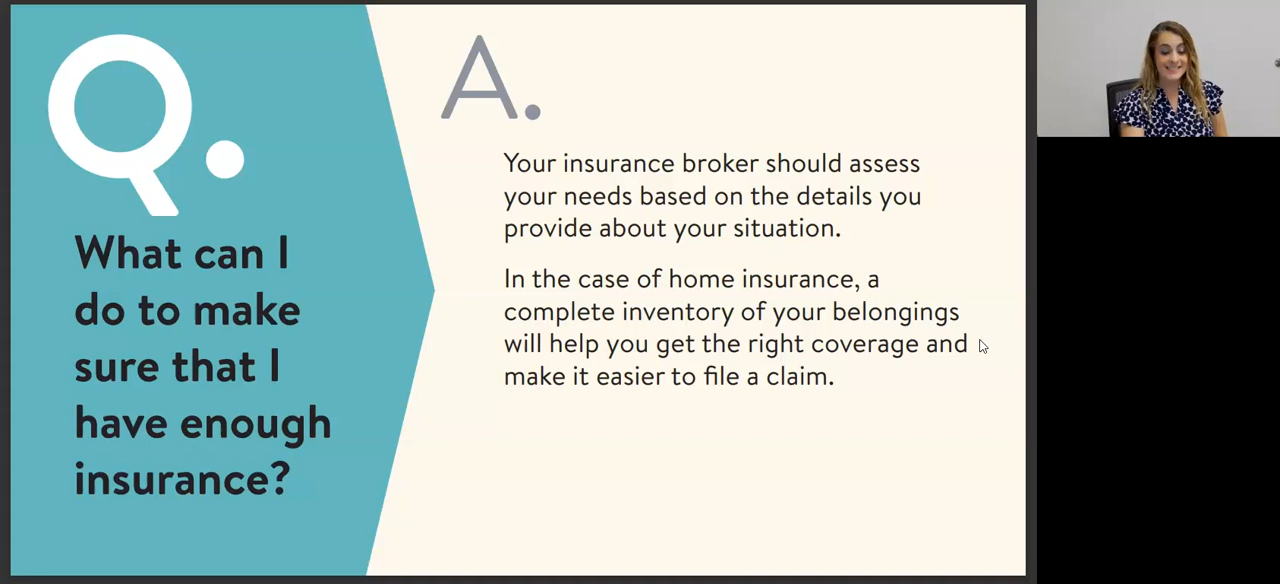 Q.
What can I
do to make
sure that I
have enough
insurance?
A.
Your insurance broker should assess
your needs based on the details you
provide about your situation.
In the case of home insurance, a
complete inventory of your belongings
will help you get the right coverage and
make it easier to file a claim.